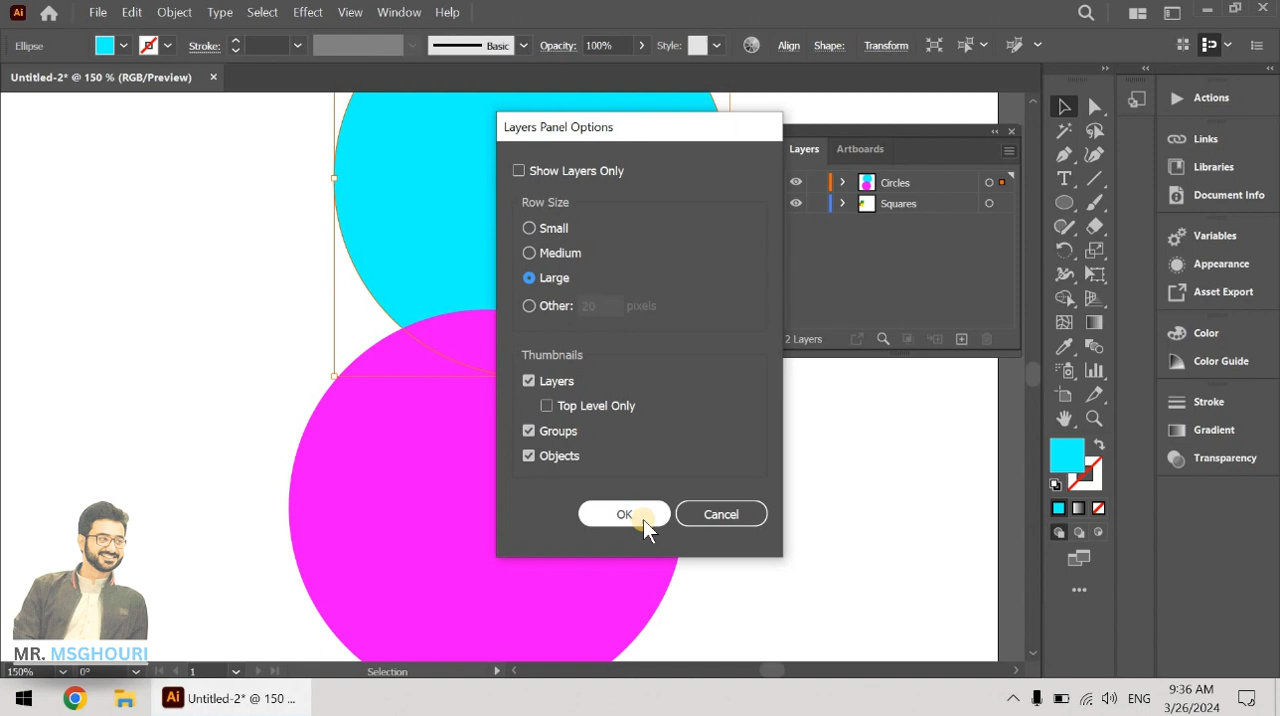 Ai File Edit Object Type Select Effect View Window Help
Ellipse Stroke: Basic Opacity: 100% Style: Align Shape: Transform
Untitled-2* @ 150 % (RGB/Preview)
Layers Panel Options
Show Layers Only
Row Size
Small
Medium
Large
Other: 20 pixels
Thumbnails
Layers
Top Level Only
Groups
Objects
OK Cancel
Layers Artboards
Circles
Squares
2 Layers
Actions
Links
Libraries
Document Info
Variables
Appearance
Asset Export
Color
Color Guide
Stroke
Gradient
Transparency
MR. MSGHOURI
150% 0° 1 Selection
Ai Untitled-2* @ 150 ... ENG 9:36 AM
3/26/2024